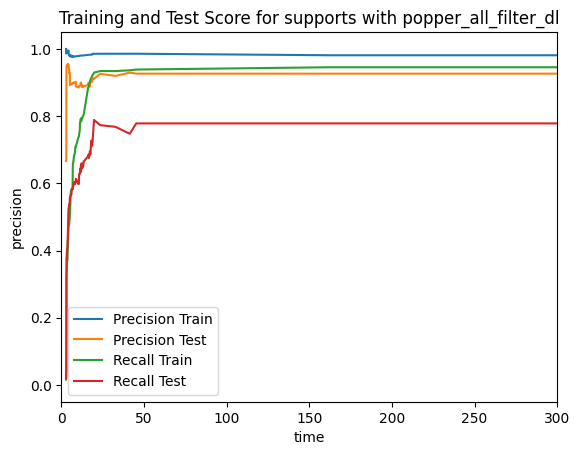 Training and Test Score for supports with popper_all_filter_dl
1.0
0.8
0.6
0.4
0.2
0.0
precision
Precision Train
Precision Test
Recall Train
Recall Test
0 50 100 150 200 250 300
time